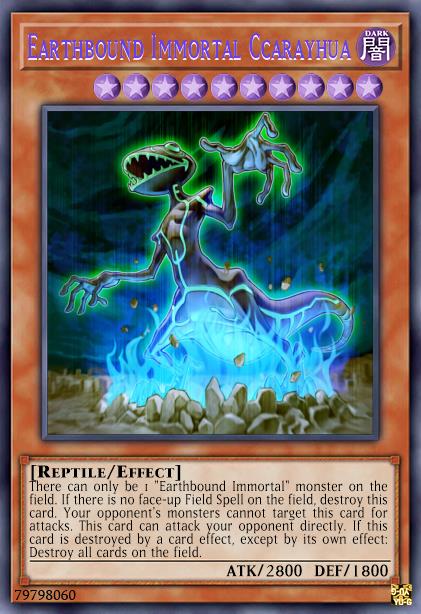 Earthbound Immortal Ccarayhua
DARK
闇
[Reptile/Effect]
There can only be 1 "Earthbound Immortal" monster on the
field. If there is no face-up Field Spell on the field, destroy this
card. Your opponent's monsters cannot target this card for
attacks. This card can attack your opponent directly. If this
card is destroyed by a card effect, except by its own effect:
Destroy all cards on the field.
ATK/2800 DEF/1800
79798060